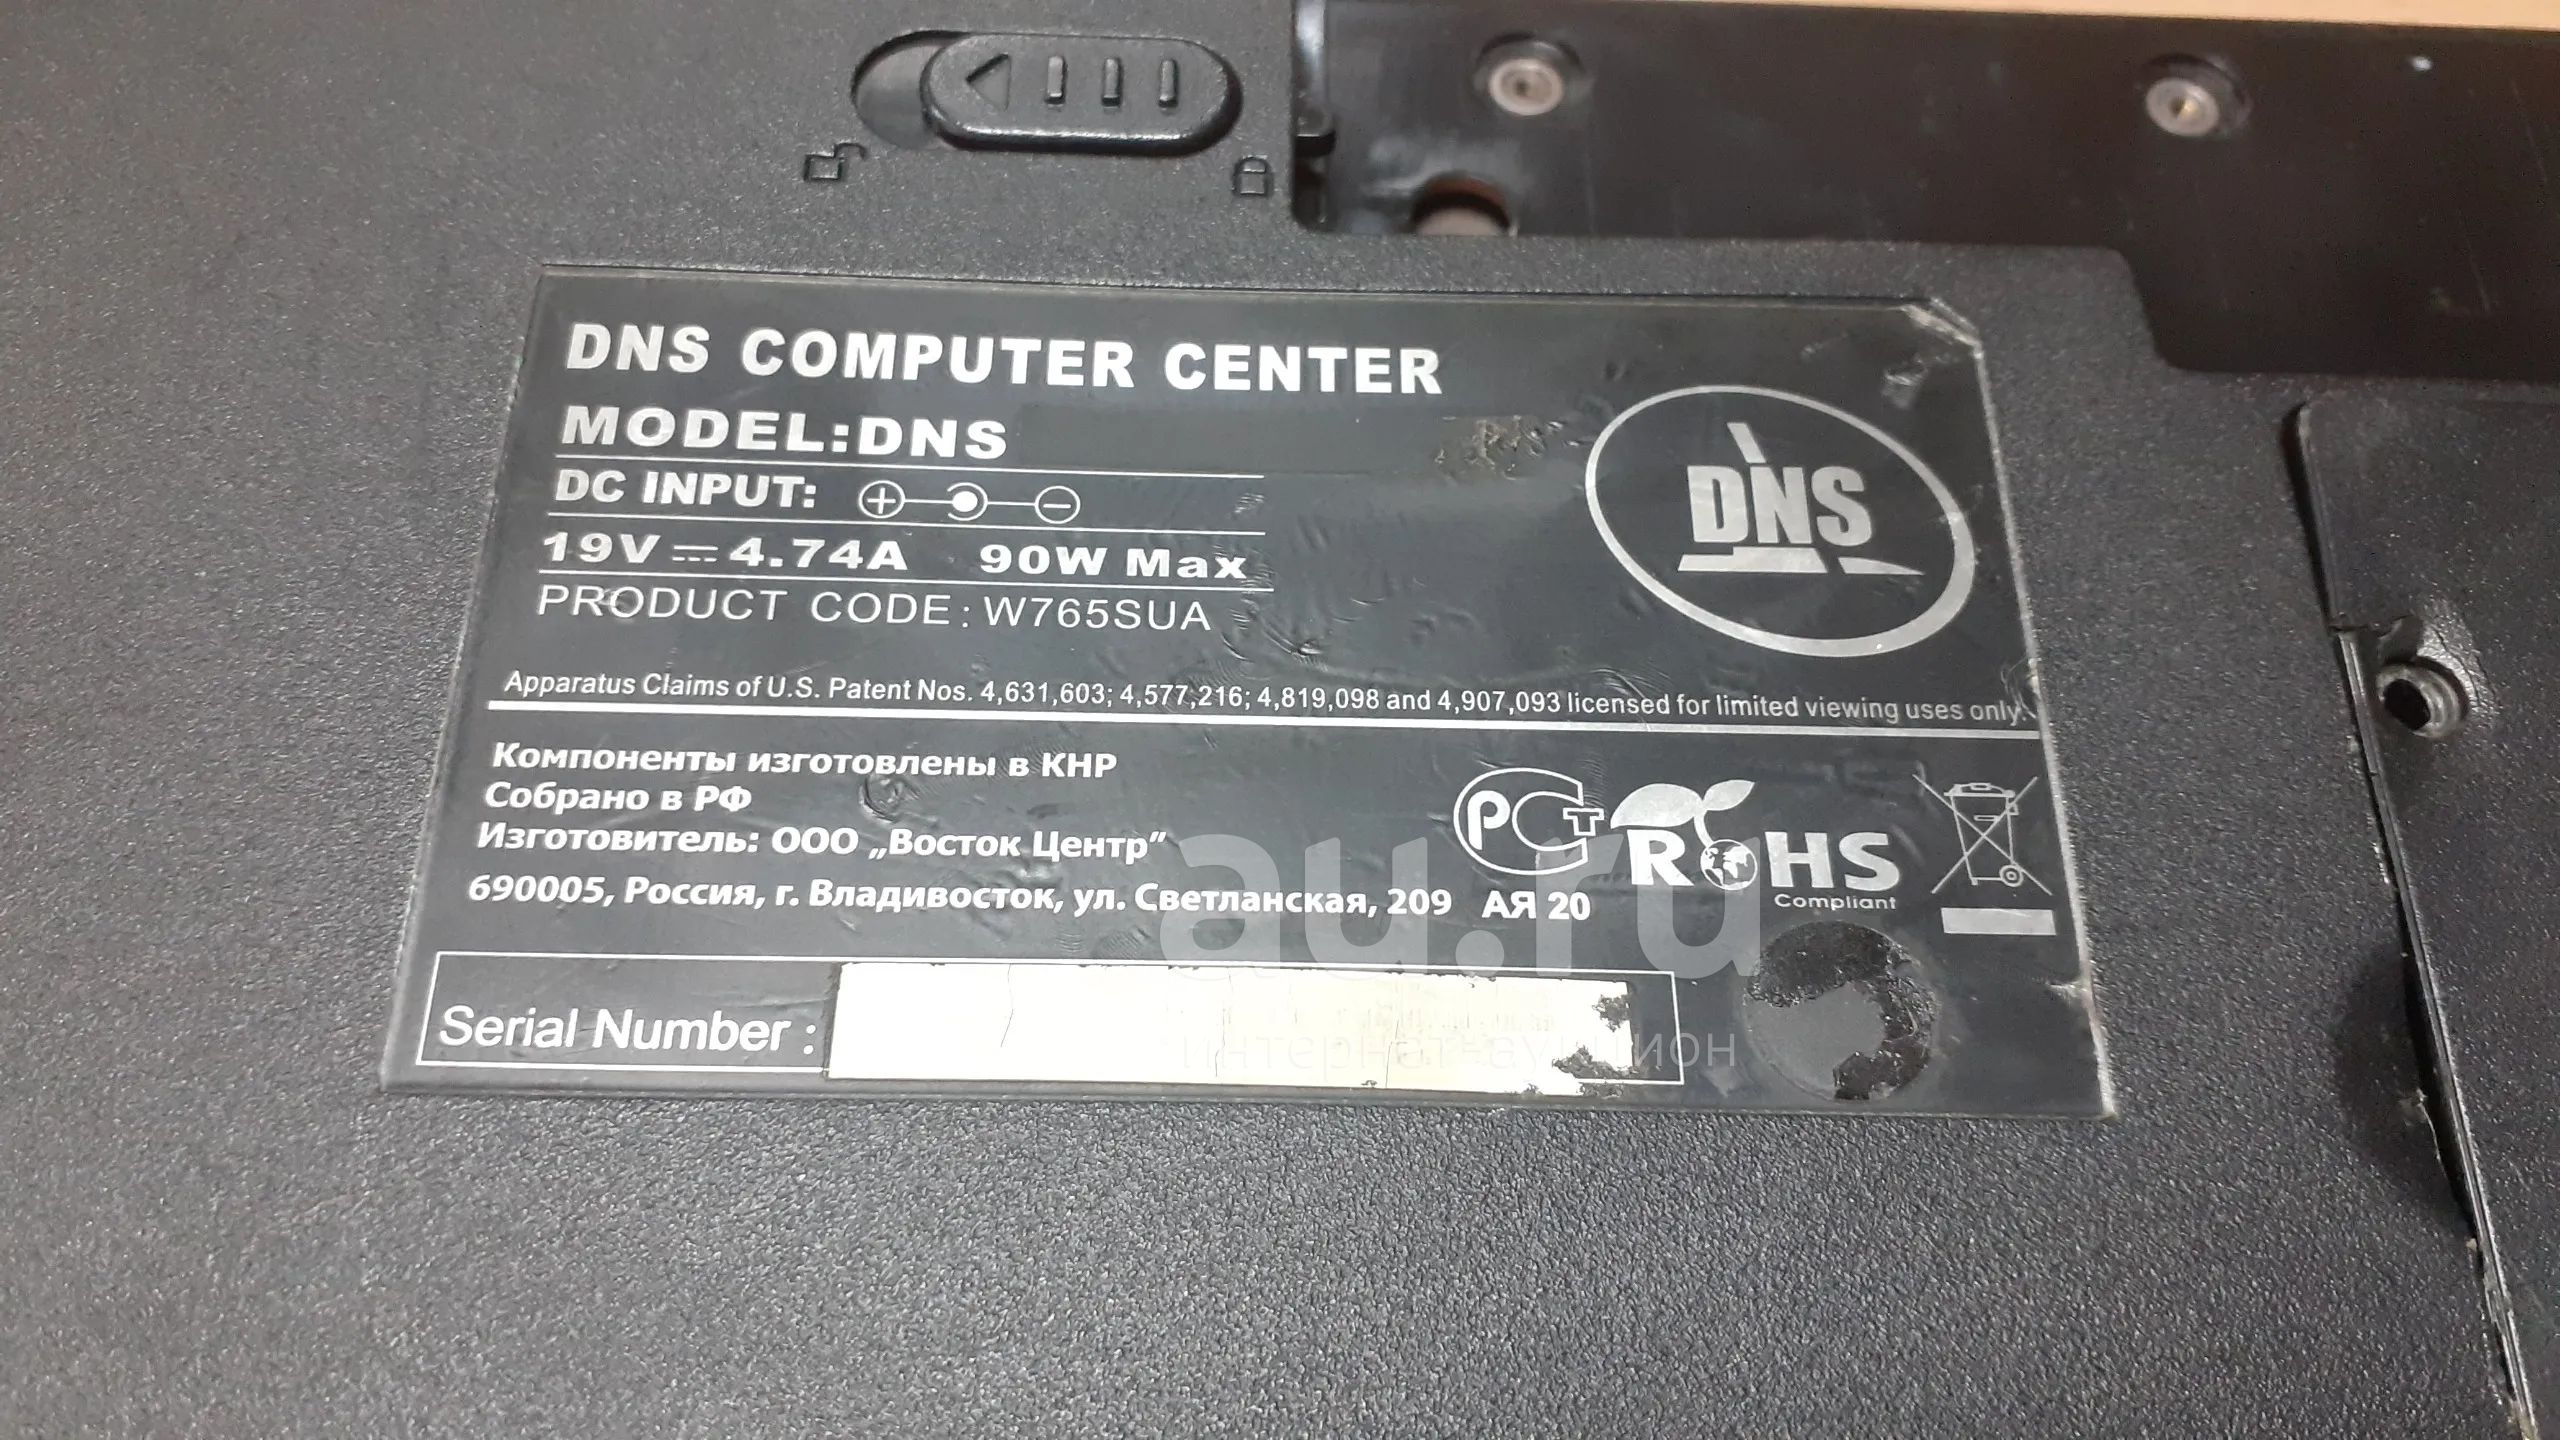 DNS COMPUTER CENTER
MODEL:DNS
DC INPUT:
19V 4.74A 90W Max
PRODUCT CODE: W765SUA
DNS
Apparatus Claims of U.S. Patent Nos. 4,631,603; 4,577,216; 4,819,098 and 4,907,093 licensed for limited viewing uses only.
Компоненты изготовлены в КНР
Собрано в РФ
Изготовитель: ООО „Восток Центр”
690005, Россия, г. Владивосток, ул. Светланская, 209 АЯ 20
РСТ
ROHS
Compliant
Serial Number :
au.ru
интернет-аукцион